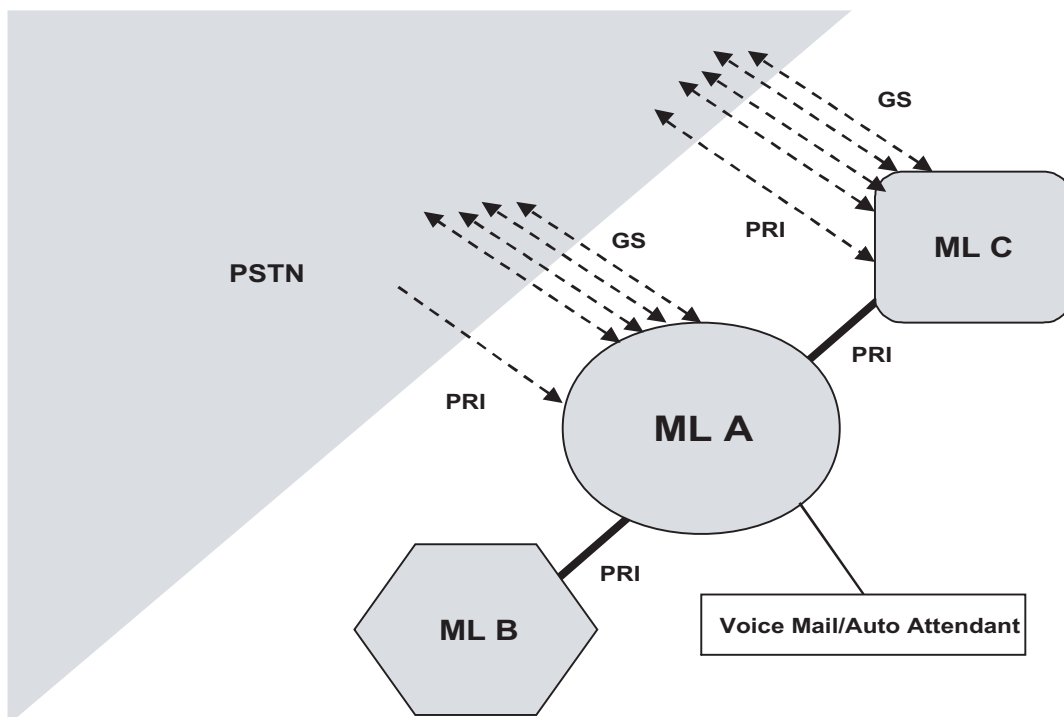 GS
PRI
ML C
GS
PSTN
PRI
PRI
ML A
PRI
ML B
Voice Mail/Auto Attendant